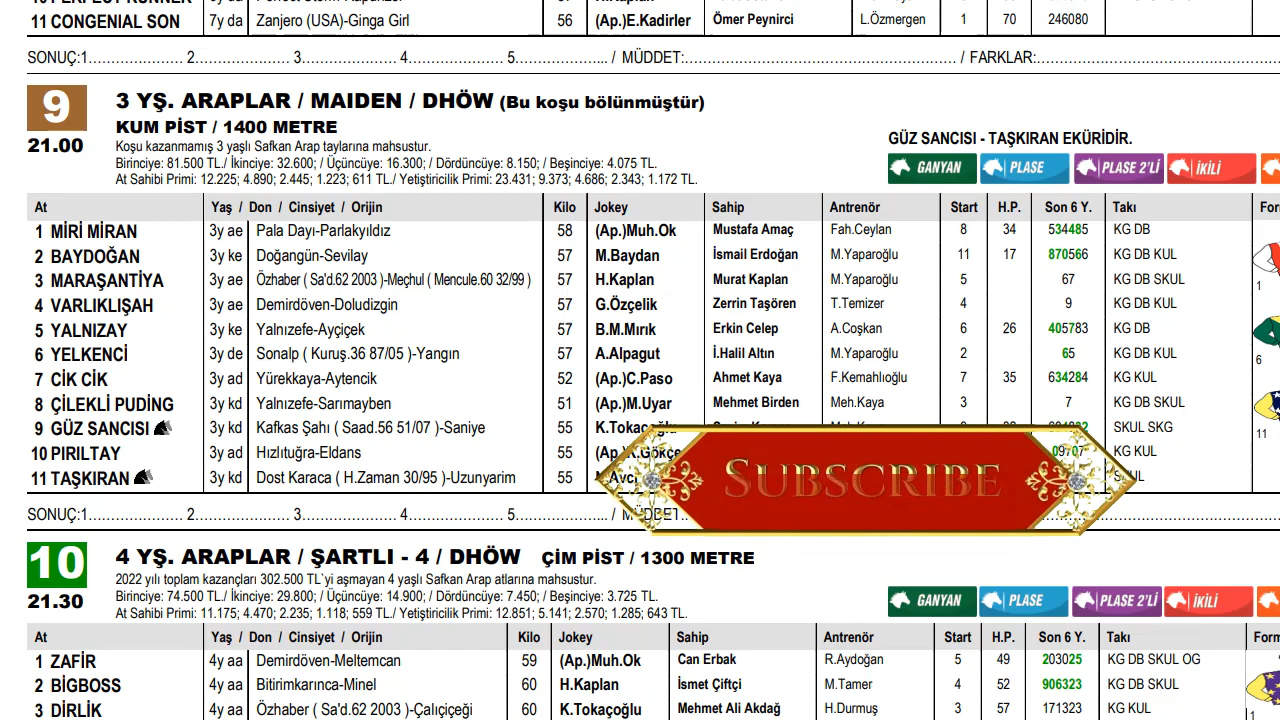 11 CONGENIAL SON 7y da Zanjero (USA)-Ginga Girl 56 (Ap.)E.Kadirler Ömer Peynirci L.Özmergen 1 70 246080
SONUÇ:1..................... 2..................... 3..................... 4..................... 5..................... / MÜDDET:............................................................ / FARKLAR:............................................................
9 3 YŞ. ARAPLAR / MAIDEN / DHÖW (Bu koşu bölünmüştür)
KUM PİST / 1400 METRE
21.00 Koşu kazanmamış 3 yaşlı Safkan Arap taylarına mahsustur.
GÜZ SANCISI - TAŞKIRAN EKÜRİDİR.
Birinciye: 81.500 TL./ İkinciye: 32.600; / Üçüncüye: 16.300; / Dördüncüye: 8.150; / Beşinciye: 4.075 TL.
At Sahibi Primi: 12.225; 4.890; 2.445; 1.223; 611 TL./ Yetiştiricilik Primi: 23.431; 9.373; 4.686; 2.343; 1.172 TL.
GANYAN PLASE PLASE 2'Lİ İKİLİ
At Yaş / Don / Cinsiyet / Orijin Kilo Jokey Sahip Antrenör Start H.P. Son 6 Y. Takı Form
1 MİRİ MİRAN 3y ae Pala Dayı-Parlakyıldız 58 (Ap.)Muh.Ok Mustafa Amaç Fah.Ceylan 8 34 534485 KG DB
2 BAYDOĞAN 3y ke Doğangün-Sevilay 57 M.Baydan İsmail Erdoğan M.Yaparoğlu 11 17 870566 KG DB KUL
3 MARAŞANTİYA 3y ae Özhaber ( Sa'd.62 2003 )-Meçhul ( Mencule.60 32/99 ) 57 H.Kaplan Murat Kaplan M.Yaparoğlu 5 67 KG DB SKUL
1
4 VARLIKLIŞAH 3y ae Demirdöven-Doludizgin 57 G.Özçelik Zerrin Taşören T.Temizer 4 9 KG DB KUL
5 YALNIZAY 3y ke Yalnızefe-Ayçiçek 57 B.M.Mırık Erkin Celep A.Coşkan 6 26 405783 KG DB
6 YELKENCİ 3y de Sonalp ( Kuruş.36 87/05 )-Yangın 57 A.Alpagut İ.Halil Altın M.Yaparoğlu 2 65 KG DB KUL
6
7 CİK CİK 3y ad Yürekkaya-Aytencik 52 (Ap.)C.Paso Ahmet Kaya F.Kemahlıoğlu 7 35 634284 KG KUL
8 ÇİLEKLİ PUDİNG 3y kd Yalnızefe-Sarımayben 51 (Ap.)M.Uyar Mehmet Birden Meh.Kaya 3 7 KG DB SKUL
9 GÜZ SANCISI 3y kd Kafkas Şahı ( Saad.56 51/07 )-Saniye 55 K.Tokaçoğlu SKUL SKG
11
10 PIRILTAY 3y kd Hızlıtuğra-Eldans 55 KUL
11 TAŞKIRAN 3y kd Dost Karaca ( H.Zaman 30/95 )-Uzunyarim 55
SUBSCRIBE
SONUÇ:1..................... 2..................... 3..................... 4..................... 5..................... / MÜDDET
10 4 YŞ. ARAPLAR / ŞARTLI - 4 / DHÖW ÇİM PİST / 1300 METRE
2022 yılı toplam kazançları 302.500 TL`yi aşmayan 4 yaşlı Safkan Arap atlarına mahsustur.
21.30 Birinciye: 74.500 TL./ İkinciye: 29.800; / Üçüncüye: 14.900; / Dördüncüye: 7.450; / Beşinciye: 3.725 TL.
At Sahibi Primi: 11.175; 4.470; 2.235; 1.118; 559 TL./ Yetiştiricilik Primi: 12.851; 5.141; 2.570; 1.285; 643 TL.
GANYAN PLASE PLASE 2'Lİ İKİLİ
At Yaş / Don / Cinsiyet / Orijin Kilo Jokey Sahip Antrenör Start H.P. Son 6 Y. Takı Form
1 ZAFİR 4y aa Demirdöven-Meltemcan 59 (Ap.)Muh.Ok Can Erbak R.Aydoğan 5 49 203025 KG DB SKUL OG
2 BİGBOSS 4y aa Bitirimkarınca-Minel 60 H.Kaplan İsmet Çiftçi M.Tamer 4 52 906323 KG DB SKUL
3 DİRLİK 4y aa Özhaber ( Sa'd.62 2003 )-Çalıçiçeği 60 K.Tokaçoğlu Mehmet Ali Akdağ H.Durmuş 3 57 171323 KG KUL
1